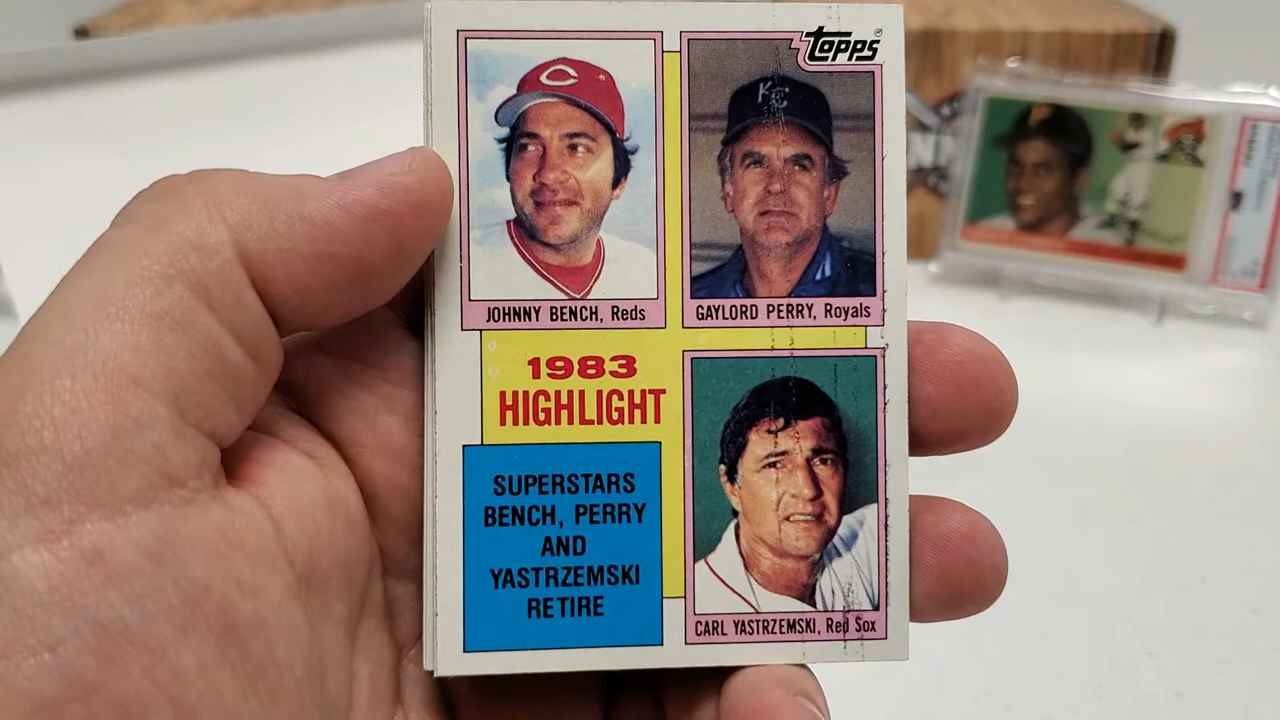 Topps
JOHNNY BENCH, Reds
GAYLORD PERRY, Royals
1983
HIGHLIGHT
SUPERSTARS
BENCH, PERRY
AND
YASTRZEMSKI
RETIRE
CARL YASTRZEMSKI, Red Sox
KC
C